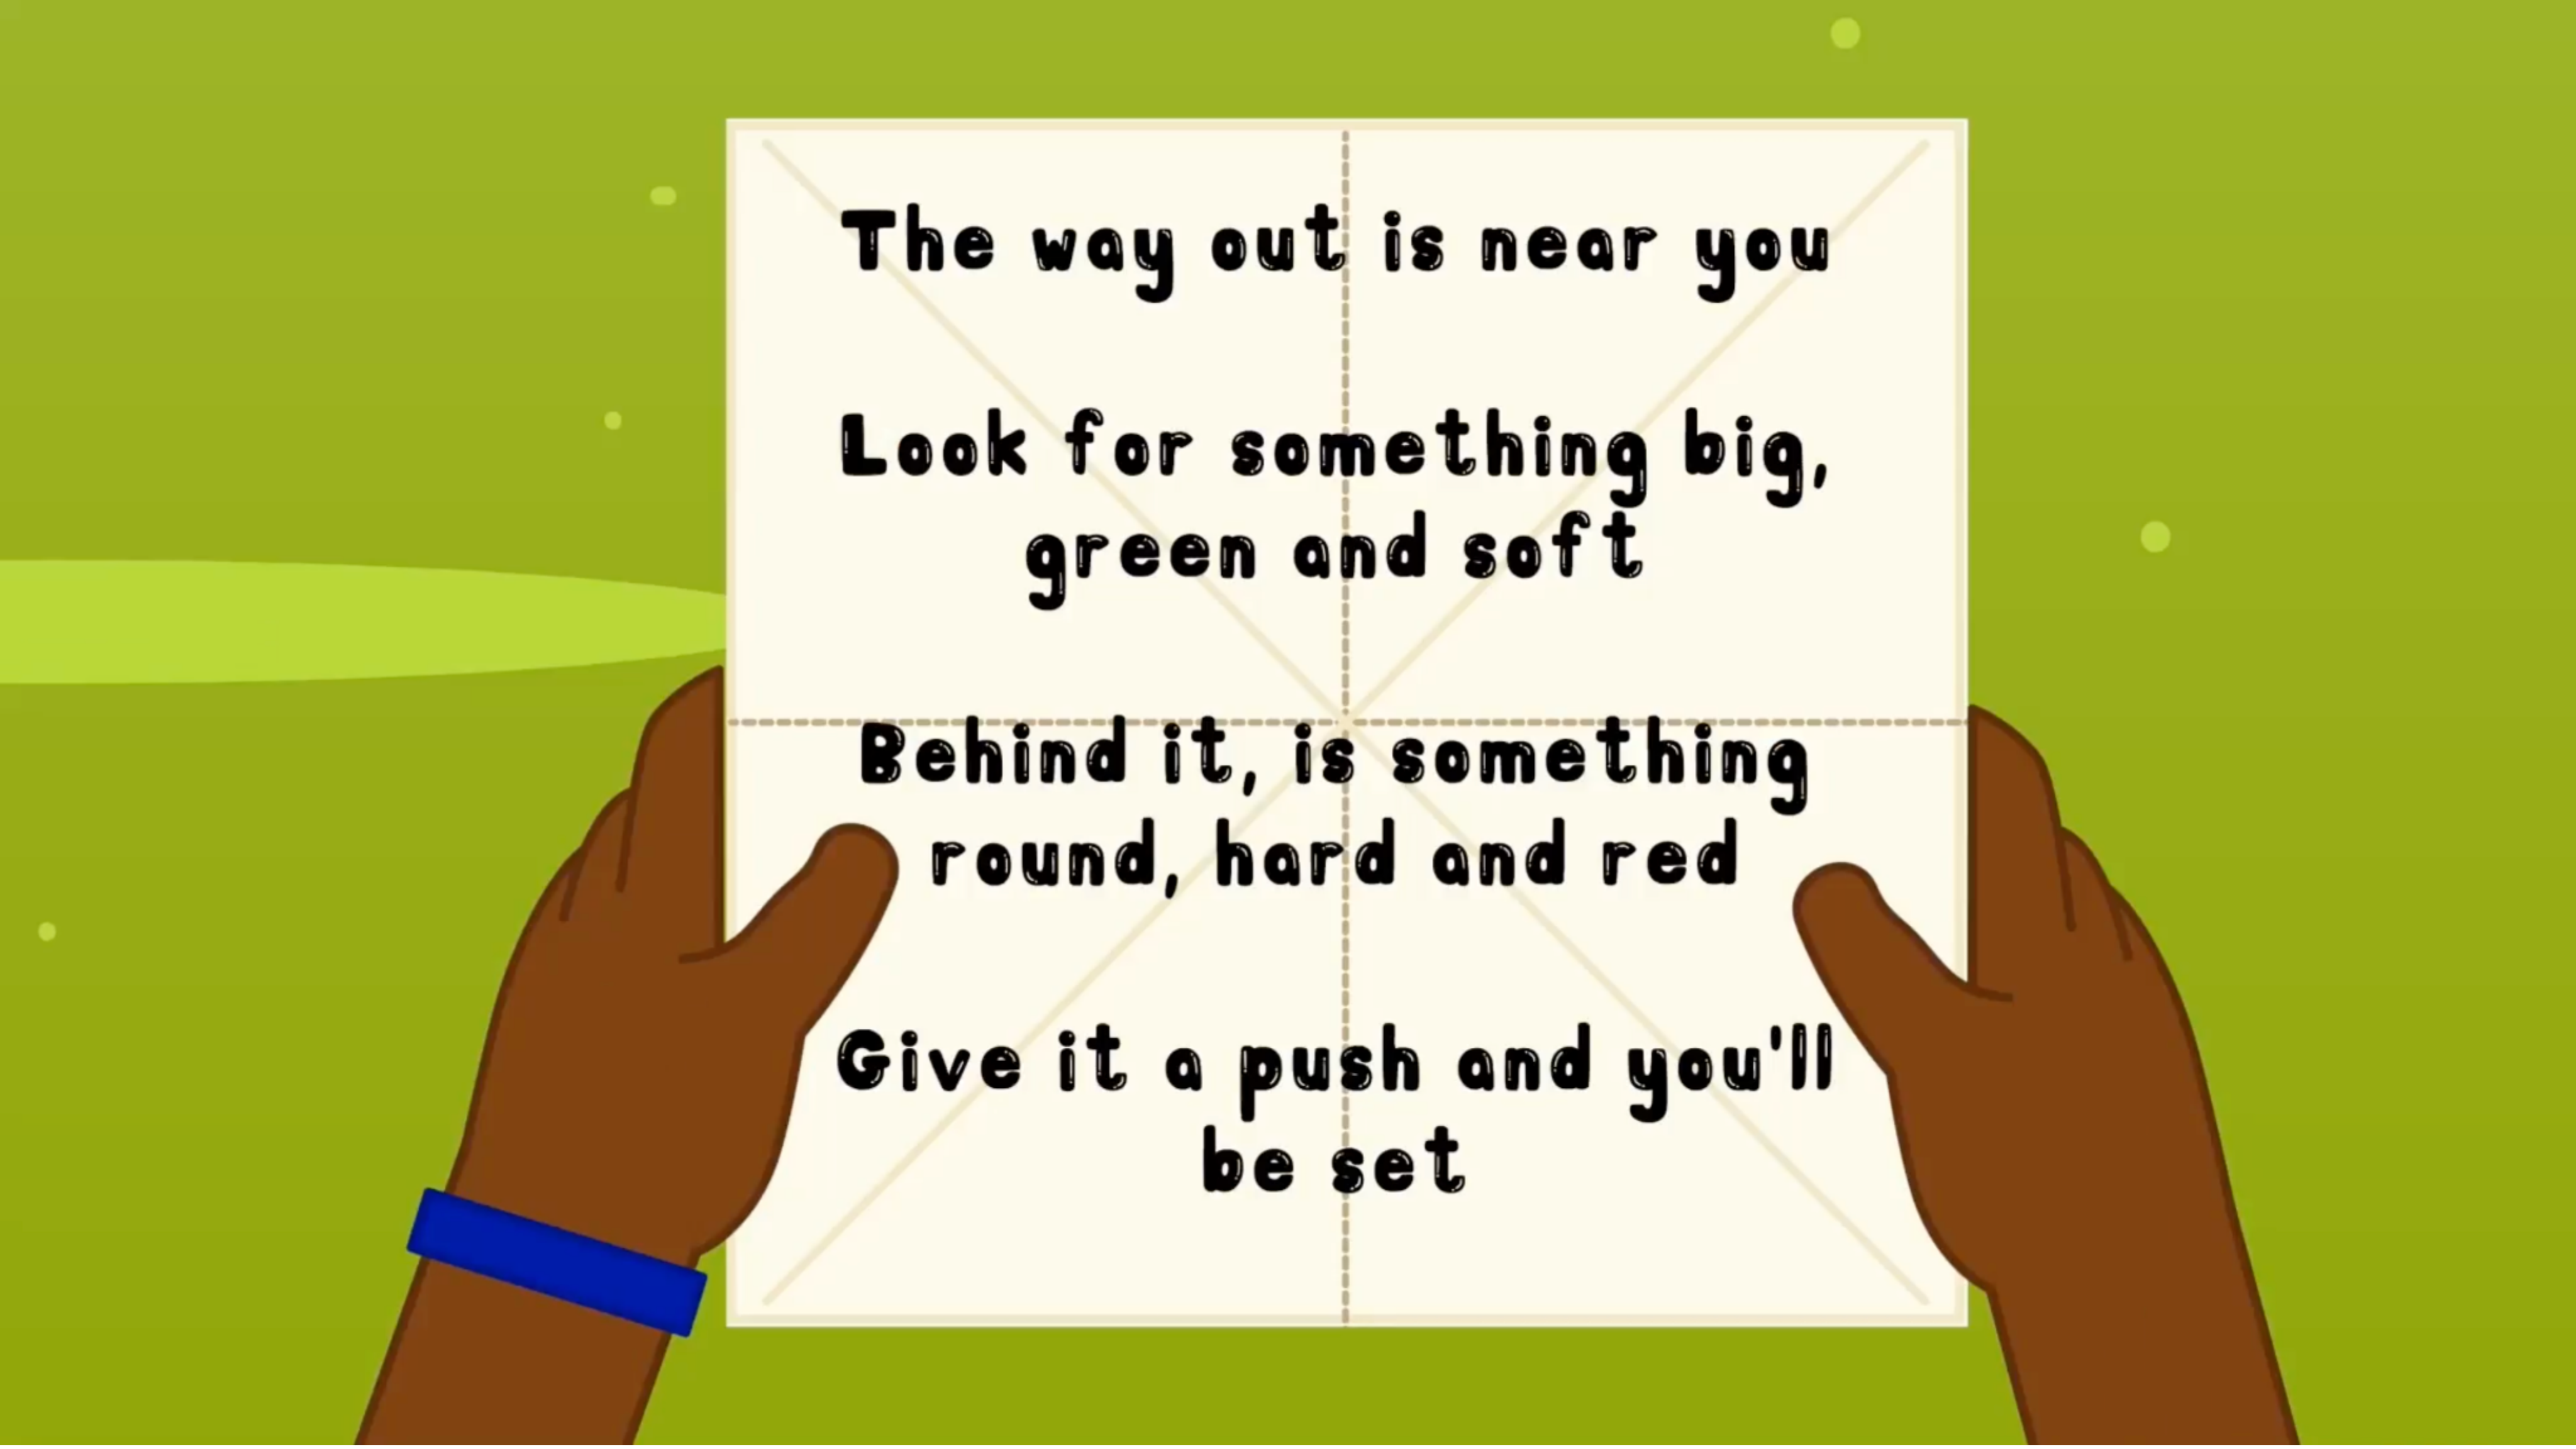 The way out is near you
Look for something big,
green and soft
Behind it, is something
round, hard and red
Give it a push and you'll
be set